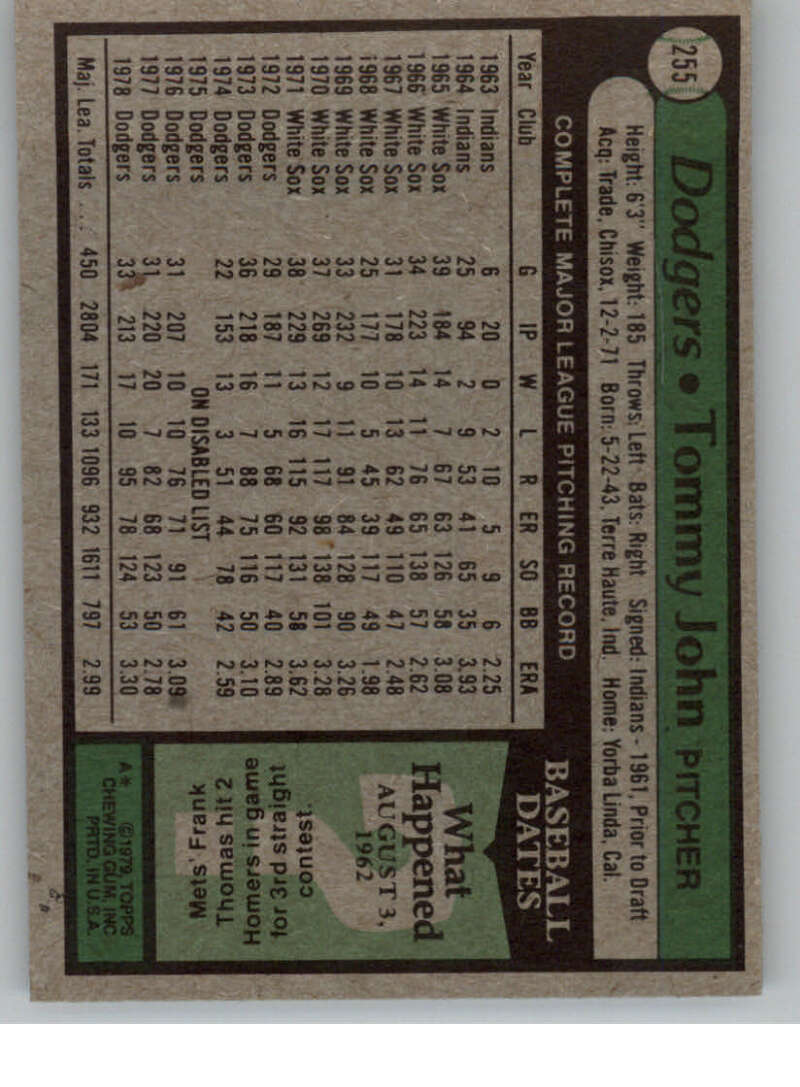 255
Dodgers • Tommy John PITCHER
Height: 6'3" Weight: 185 Throws: Left Bats: Right Signed: Indians - 1961, Prior to Draft
Acq: Trade, Chisox, 12-2-71 Born: 5-22-43, Terre Haute, Ind. Home: Yorba Linda, Cal.
COMPLETE MAJOR LEAGUE PITCHING RECORD
Year Club G IP W L R ER SO BB ERA
1963 Indians 6 20 0 2 10 5 9 6 2.25
1964 Indians 25 94 2 9 53 41 65 35 3.93
1965 White Sox 39 184 14 7 67 63 126 58 3.08
1966 White Sox 34 223 14 11 76 65 138 57 2.62
1967 White Sox 31 178 10 13 62 49 110 47 2.48
1968 White Sox 25 177 10 5 45 39 117 49 1.98
1969 White Sox 33 232 9 11 91 84 128 90 3.26
1970 White Sox 37 269 12 17 117 98 138 101 3.28
1971 White Sox 38 229 13 16 115 92 131 58 3.62
1972 Dodgers 29 187 11 5 68 60 117 40 2.89
1973 Dodgers 36 218 16 7 88 75 116 50 3.10
1974 Dodgers 22 153 13 3 51 44 78 42 2.59
1975 Dodgers ON DISABLED LIST
1976 Dodgers 31 207 10 10 76 71 91 61 3.09
1977 Dodgers 31 220 20 7 82 68 123 50 2.78
1978 Dodgers 33 213 17 10 95 78 124 53 3.30
Maj. Lea. Totals . . . 450 2804 171 133 1096 932 1611 797 2.99
BASEBALL
DATES
What
Happened
AUGUST 3,
1962
Mets' Frank
Thomas hit 2
Homers in game
for 3rd straight
contest.
A* ©1979, TOPPS
CHEWING GUM, INC
PRTD. IN U.S.A.